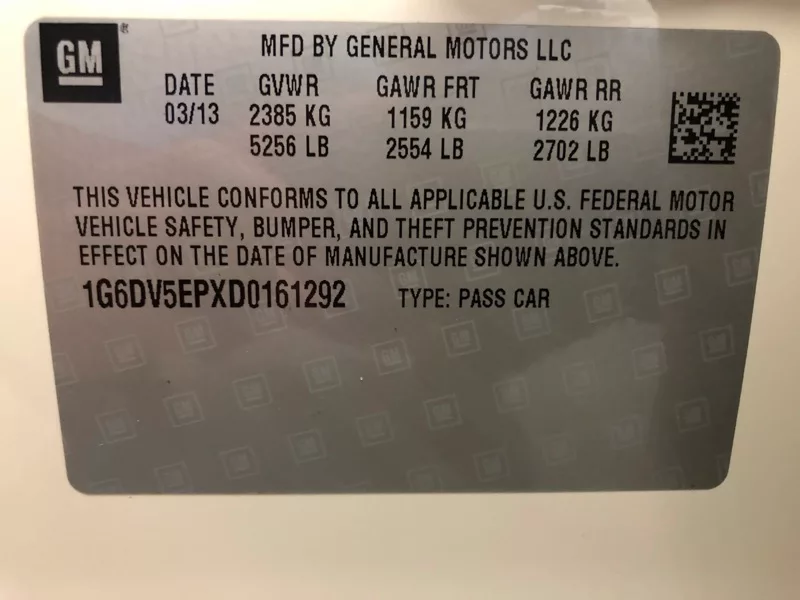 GM®
MFD BY GENERAL MOTORS LLC
DATE GVWR GAWR FRT GAWR RR
03/13 2385 KG 1159 KG 1226 KG
5256 LB 2554 LB 2702 LB
THIS VEHICLE CONFORMS TO ALL APPLICABLE U.S. FEDERAL MOTOR
VEHICLE SAFETY, BUMPER, AND THEFT PREVENTION STANDARDS IN
EFFECT ON THE DATE OF MANUFACTURE SHOWN ABOVE.
1G6DV5EPXD0161292 TYPE: PASS CAR